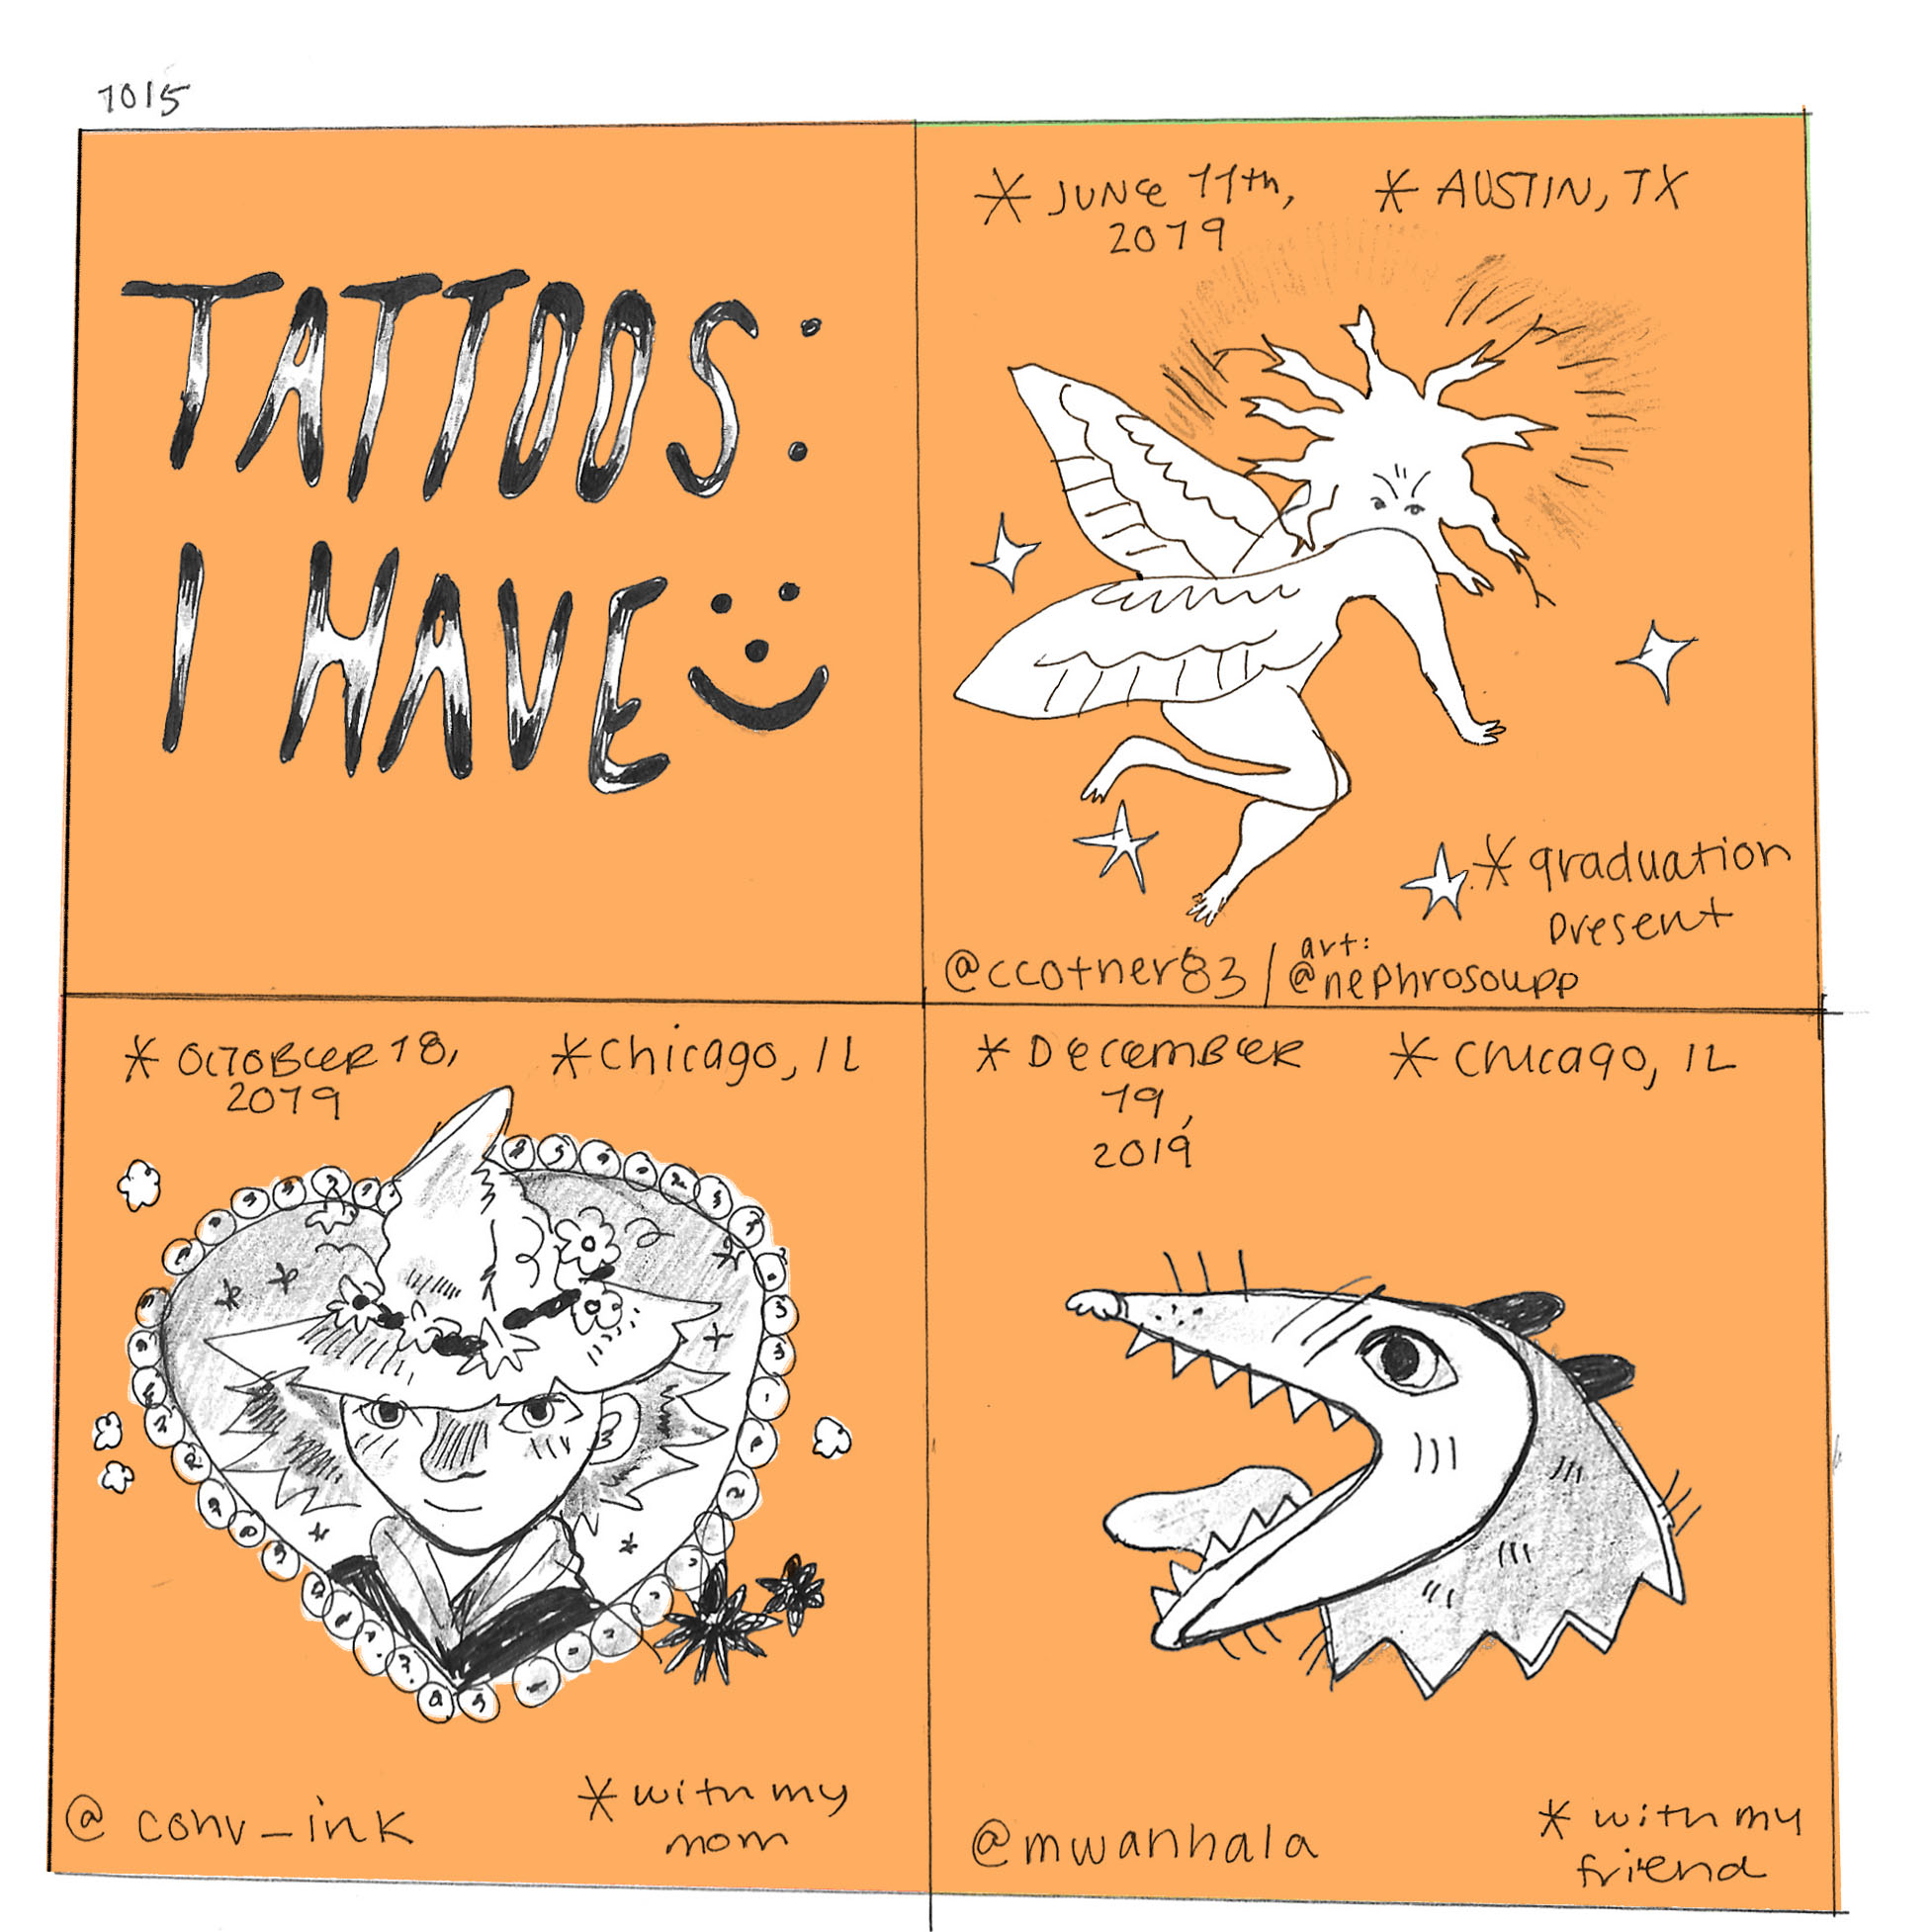 1015
TATTOOS:
I HAVE
* JUNE 11th,
2019
* AUSTIN, TX
* graduation
present
@ccotner83 / art:
@nephrosoupp
* OCTOBER 18,
2019
* Chicago, IL
@ conv_ink
* with my
mom
* DECEMBER
19,
2019
* Chicago, IL
@mwanhala
* with my
friend